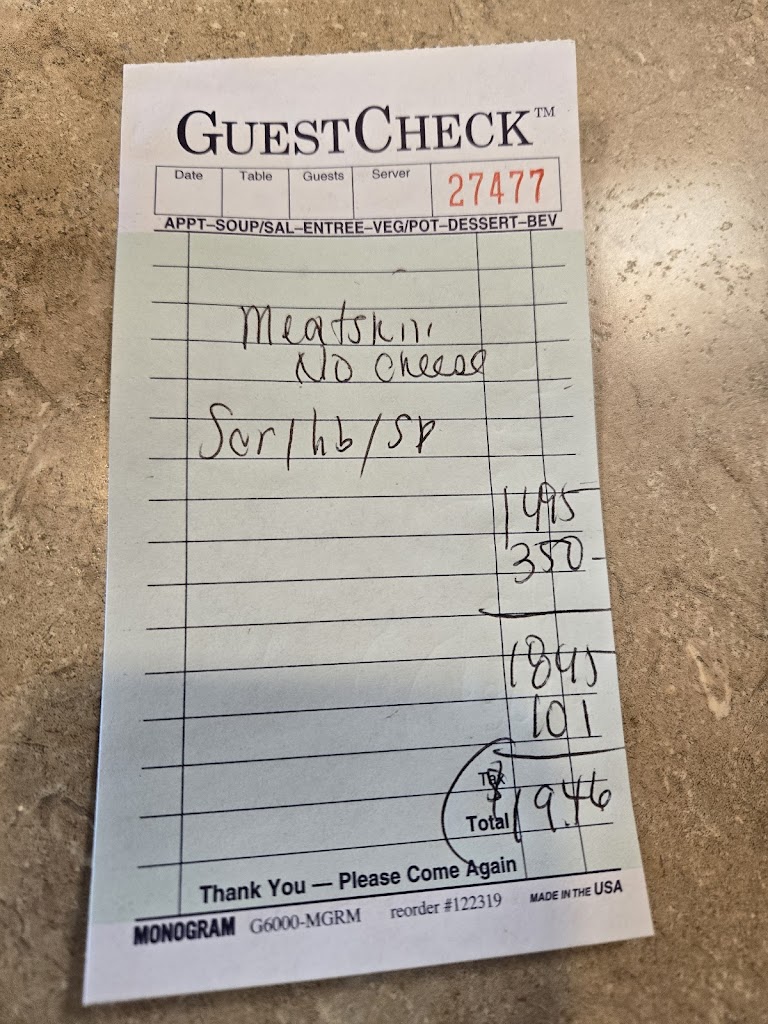 GUESTCHECK™
Date Table Guests Server 27477
APPT–SOUP/SAL–ENTREE–VEG/POT–DESSERT–BEV
Meatskill
No Cheese
Scr/hb/sp
1495
350
1845
101
Tax
Total $19.46
Thank You — Please Come Again
MONOGRAM G6000-MGRM reorder #122319 MADE IN THE USA